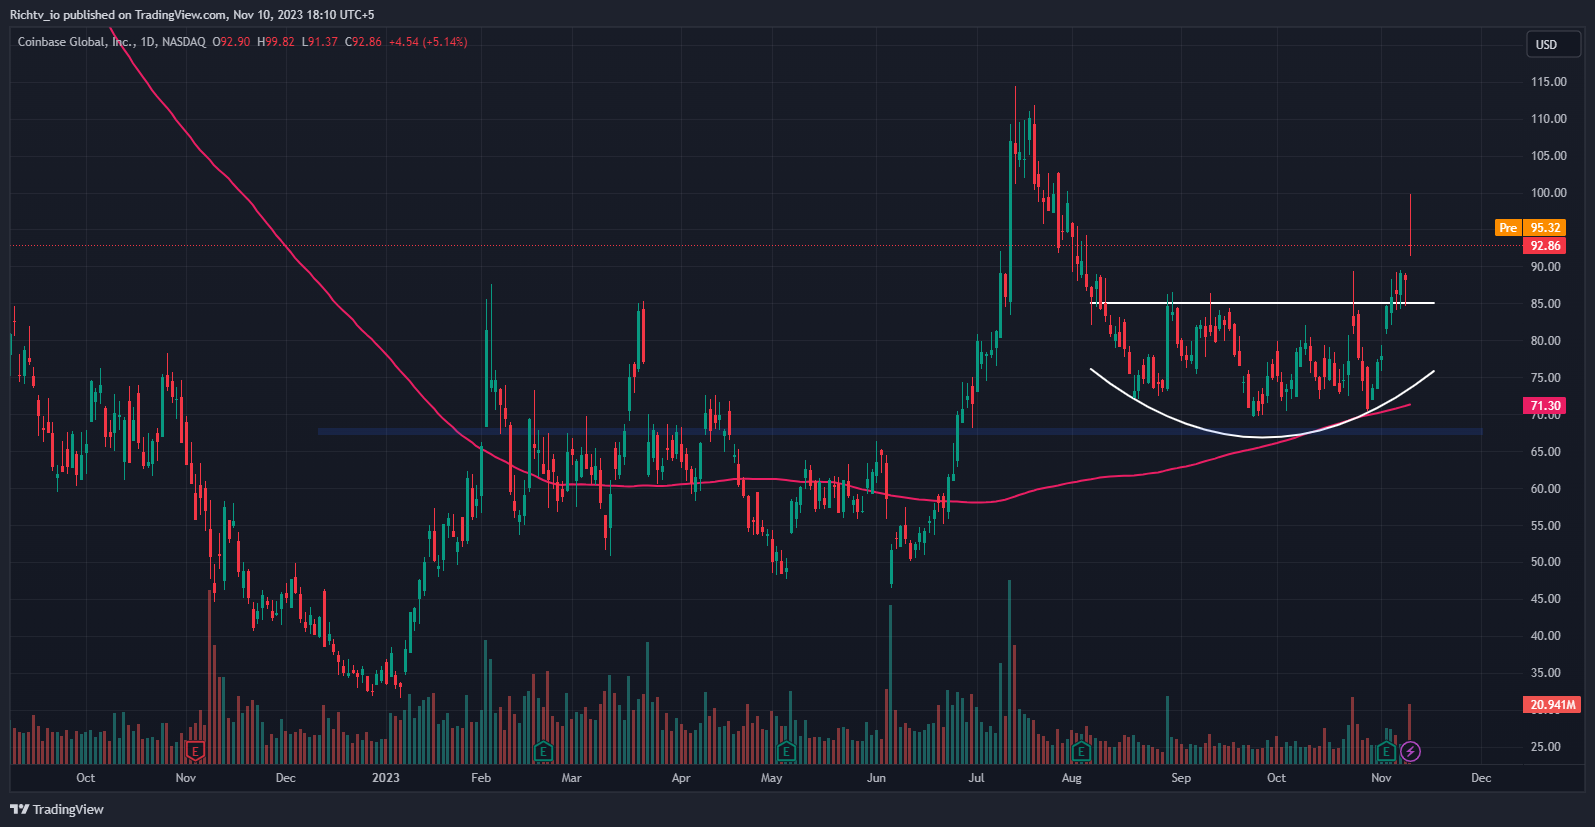 Richtv_io published on TradingView.com, Nov 10, 2023 18:10 UTC+5
Coinbase Global, Inc., 1D, NASDAQ O92.90 H99.82 L91.37 C92.86 +4.54 (+5.14%)
USD
115.00
110.00
105.00
100.00
Pre 95.32
92.86
90.00
85.00
80.00
75.00
71.30
70.00
65.00
60.00
55.00
50.00
45.00
40.00
35.00
20.941M
25.00
E E E E E
Oct Nov Dec 2023 Feb Mar Apr May Jun Jul Aug Sep Oct Nov Dec
TradingView